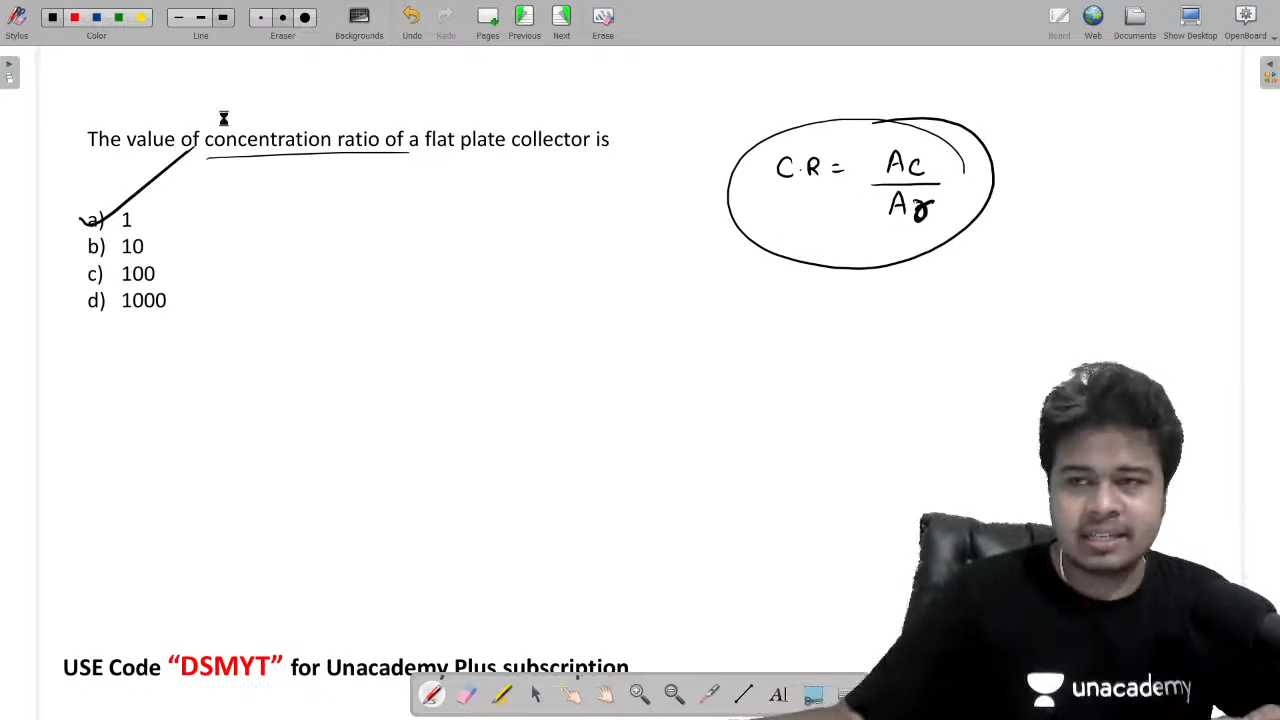 Stylus
Color
Line
Eraser
Backgrounds
Undo
Redo
Pages
Previous
Next
Erase
Board
Web
Documents
Show Desktop
OpenBoard
The value of concentration ratio of a flat plate collector is
a) 1
b) 10
c) 100
d) 1000
C.R = Ac
Ar
USE Code “DSMYT” for Unacademy Plus subscription
AI
unacademy